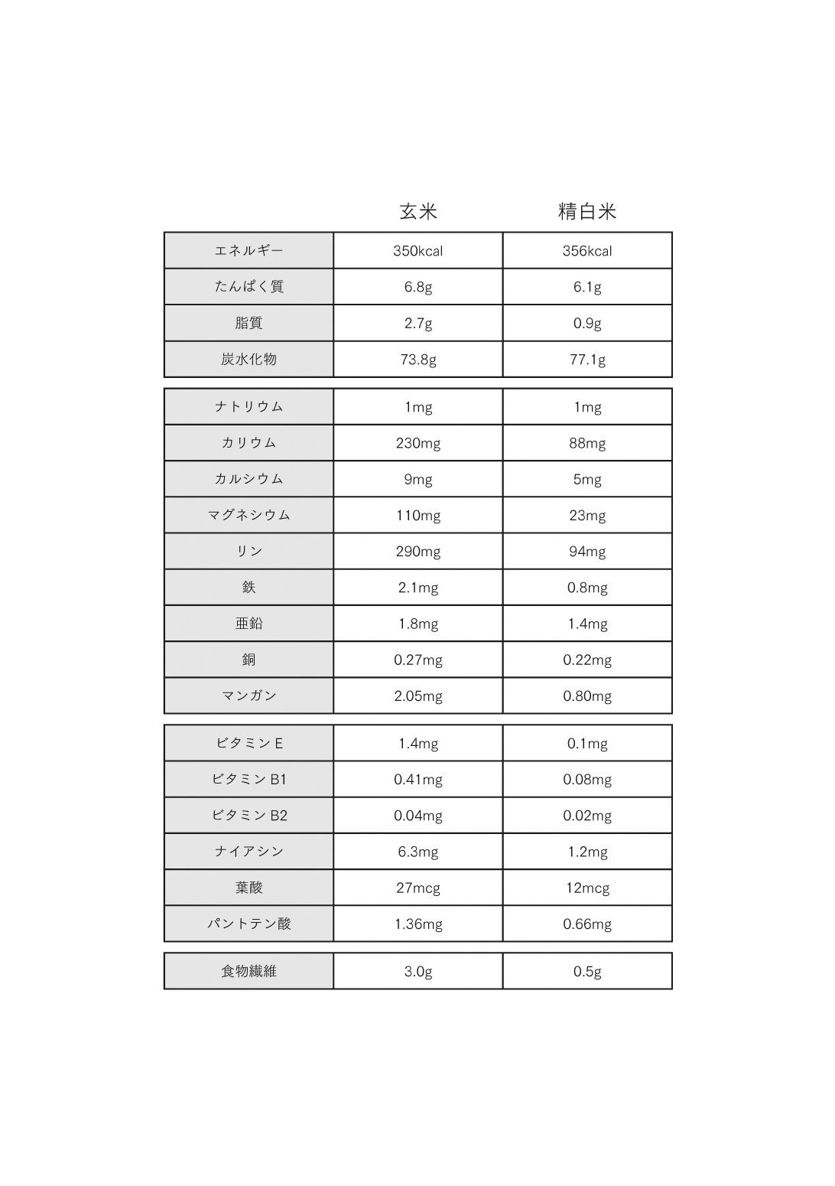 玄米 精白米
エネルギー 350kcal 356kcal
たんぱく質 6.8g 6.1g
脂質 2.7g 0.9g
炭水化物 73.8g 77.1g
ナトリウム 1mg 1mg
カリウム 230mg 88mg
カルシウム 9mg 5mg
マグネシウム 110mg 23mg
リン 290mg 94mg
鉄 2.1mg 0.8mg
亜鉛 1.8mg 1.4mg
銅 0.27mg 0.22mg
マンガン 2.05mg 0.80mg
ビタミン E 1.4mg 0.1mg
ビタミン B1 0.41mg 0.08mg
ビタミン B2 0.04mg 0.02mg
ナイアシン 6.3mg 1.2mg
葉酸 27mcg 12mcg
パントテン酸 1.36mg 0.66mg
食物繊維 3.0g 0.5g